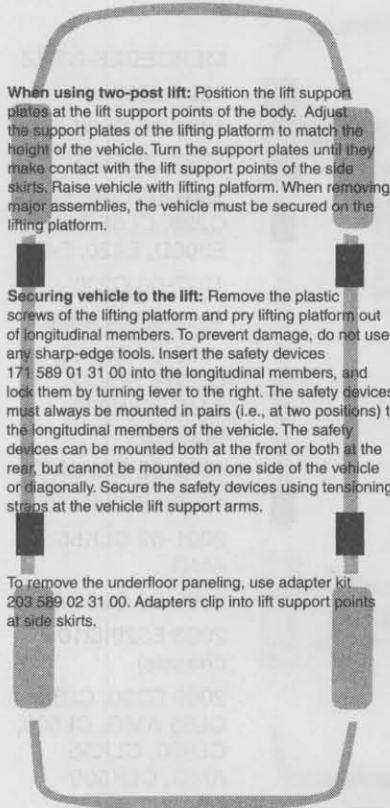 When using two-post lift: Position the lift support
plates at the lift support points of the body. Adjust
the support plates of the lifting platform to match the
height of the vehicle. Turn the support plates until they
make contact with the lift support points of the side
skirts. Raise vehicle with lifting platform. When removing
major assemblies, the vehicle must be secured on the
lifting platform.
Securing vehicle to the lift: Remove the plastic
screws of the lifting platform and pry lifting platform out
of longitudinal members. To prevent damage, do not use
any sharp-edge tools. Insert the safety devices
171 589 01 31 00 into the longitudinal members, and
lock them by turning lever to the right. The safety devices
must always be mounted in pairs (i.e., at two positions) t
the longitudinal members of the vehicle. The safety
devices can be mounted both at the front or both at the
rear, but cannot be mounted on one side of the vehicle
or diagonally. Secure the safety devices using tensioning
straps at the vehicle lift support arms.
To remove the underfloor paneling, use adapter kit
203 589 02 31 00. Adapters clip into lift support points
at side skirts.